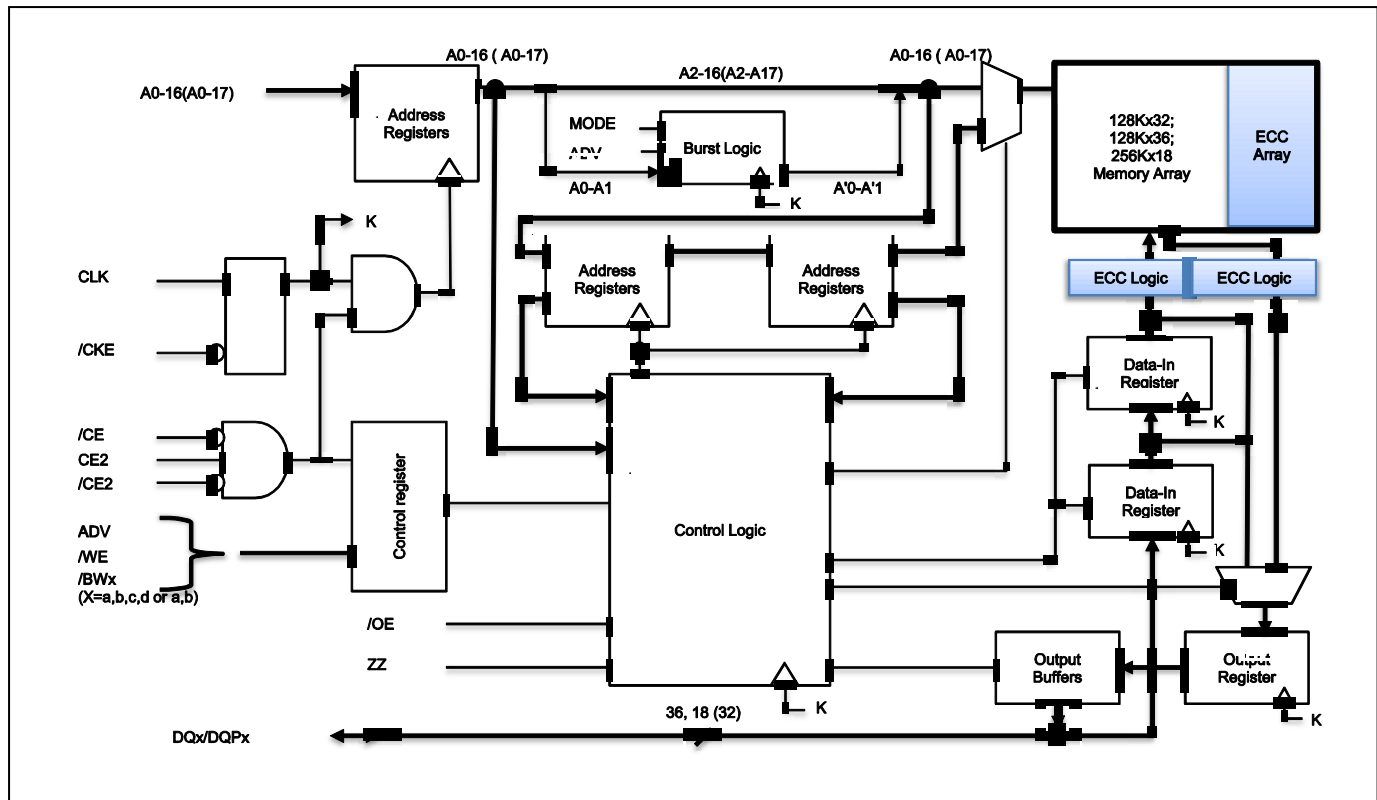 A0-16 ( A0-17)
A0-16 ( A0-17)
A2-16(A2-A17)
A0-16(A0-17)
Address
Registers
MODE
Burst Logic
A0-A1
A'0-A'1
K
128Kx32;
128Kx36;
256Kx18
Memory Array
ECC
Array
K
CLK
/CKE
Address
Registers
Address
Registers
ECC Logic
ECC Logic
Data-In
Register
K
/CE
CE2
/CE2
Control register
Data-In
Register
K
ADV
/WE
/BWx
(X=a,b,c,d or a,b)
Control Logic
/OE
ZZ
K
Output
Buffers
Output
Register
K
36, 18 (32)
DQx/DQPx